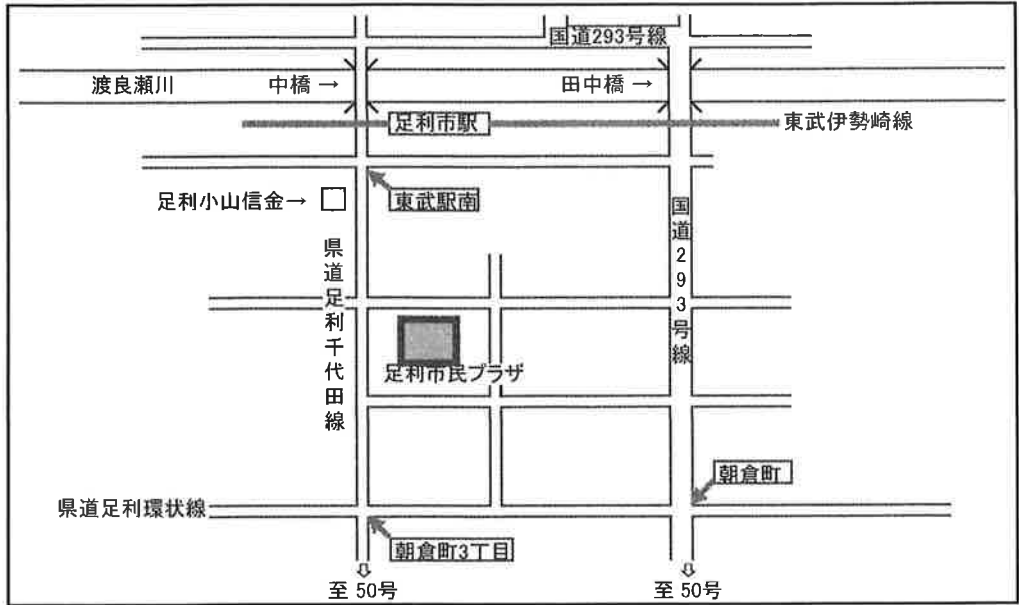 国道293号線
渡良瀬川
中橋→
田中橋→
足利市駅
東武伊勢崎線
足利小山信金→
東武駅南
県道足利千代田線
国道293号線
足利市民プラザ
朝倉町
県道足利環状線
朝倉町3丁目
至 50号
至 50号